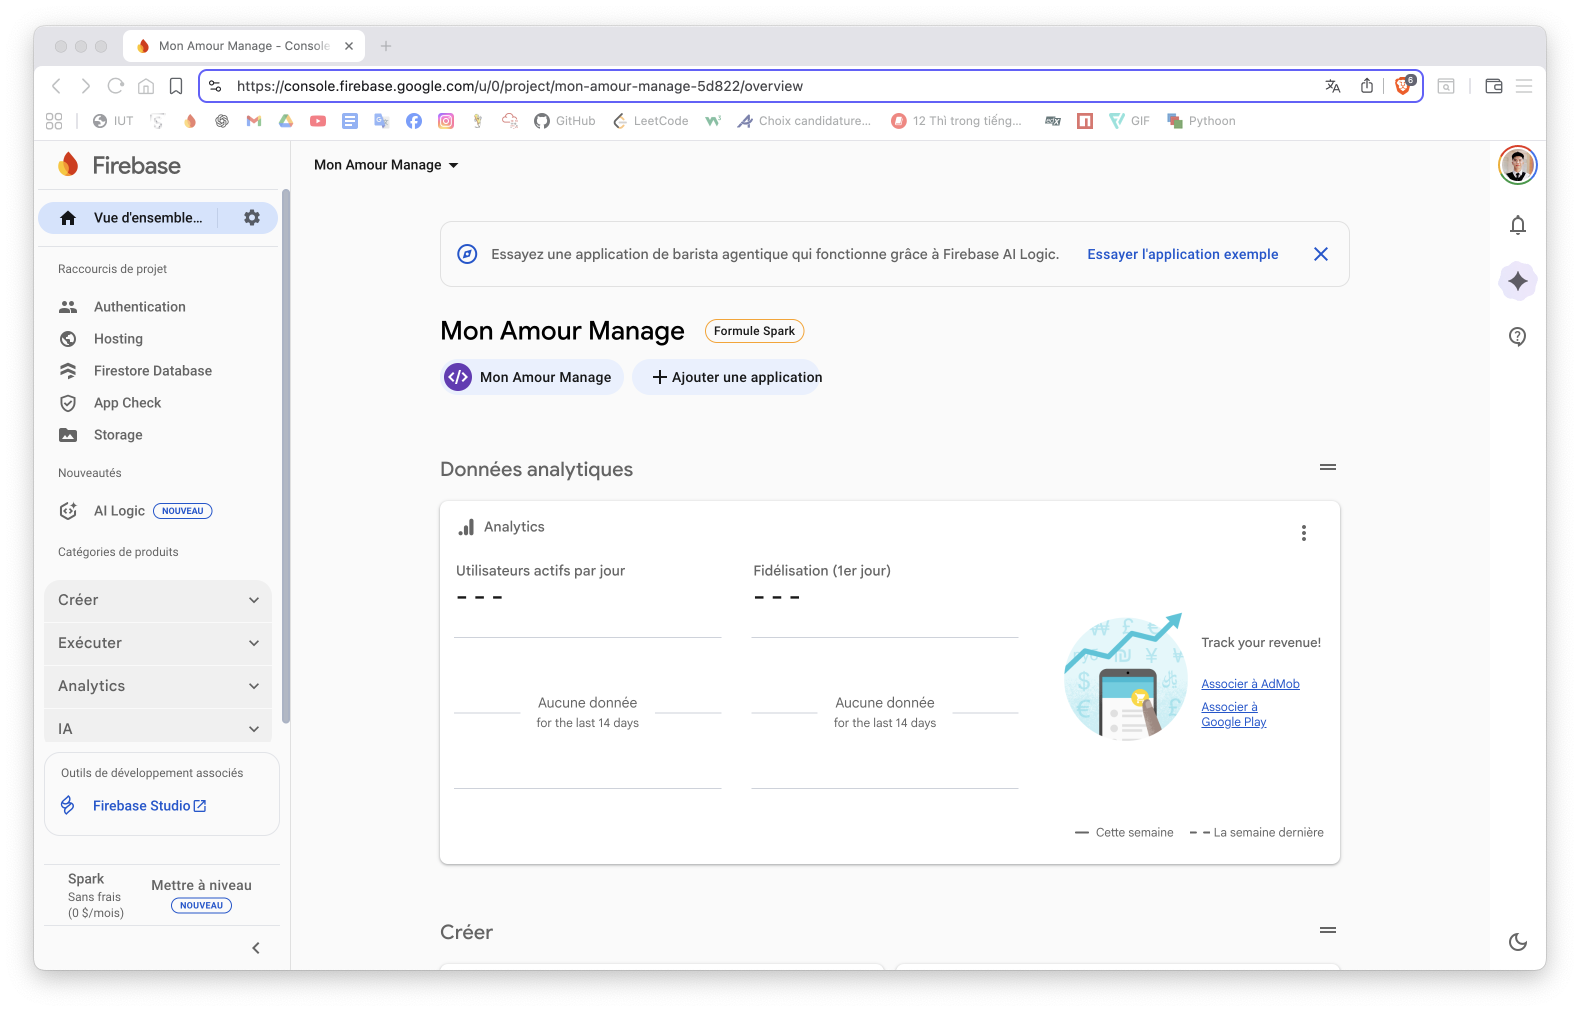 Mon Amour Manage - Console
https://console.firebase.google.com/u/0/project/mon-amour-manage-5d822/overview
6
IUT
GitHub
LeetCode
Choix candidature...
12 Thì trong tiếng...
GIF
Pythoon
Firebase
Mon Amour Manage
Vue d'ensemble...
Raccourcis de projet
Authentication
Hosting
Firestore Database
App Check
Storage
Nouveautés
AI Logic NOUVEAU
Catégories de produits
Créer
Exécuter
Analytics
IA
Outils de développement associés
Firebase Studio
Spark
Sans frais
(0 $/mois)
Mettre à niveau
NOUVEAU
Essayez une application de barista agentique qui fonctionne grâce à Firebase AI Logic. Essayer l'application exemple
Mon Amour Manage Formule Spark
Mon Amour Manage
Ajouter une application
Données analytiques
Analytics
Utilisateurs actifs par jour
- - -
Aucune donnée
for the last 14 days
Fidélisation (1er jour)
- - -
Aucune donnée
for the last 14 days
Track your revenue!
Associer à AdMob
Associer à
Google Play
Cette semaine
La semaine dernière
Créer